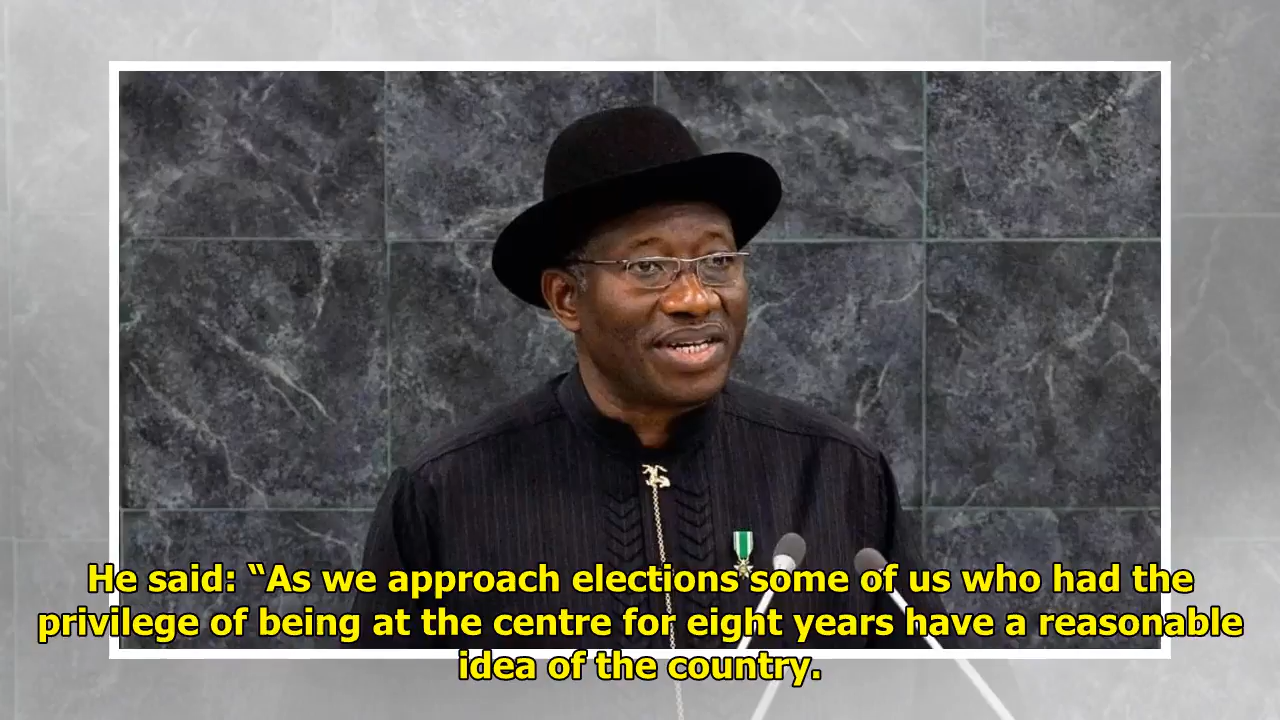 He said: “As we approach elections some of us who had the
privilege of being at the centre for eight years have a reasonable
idea of the country.